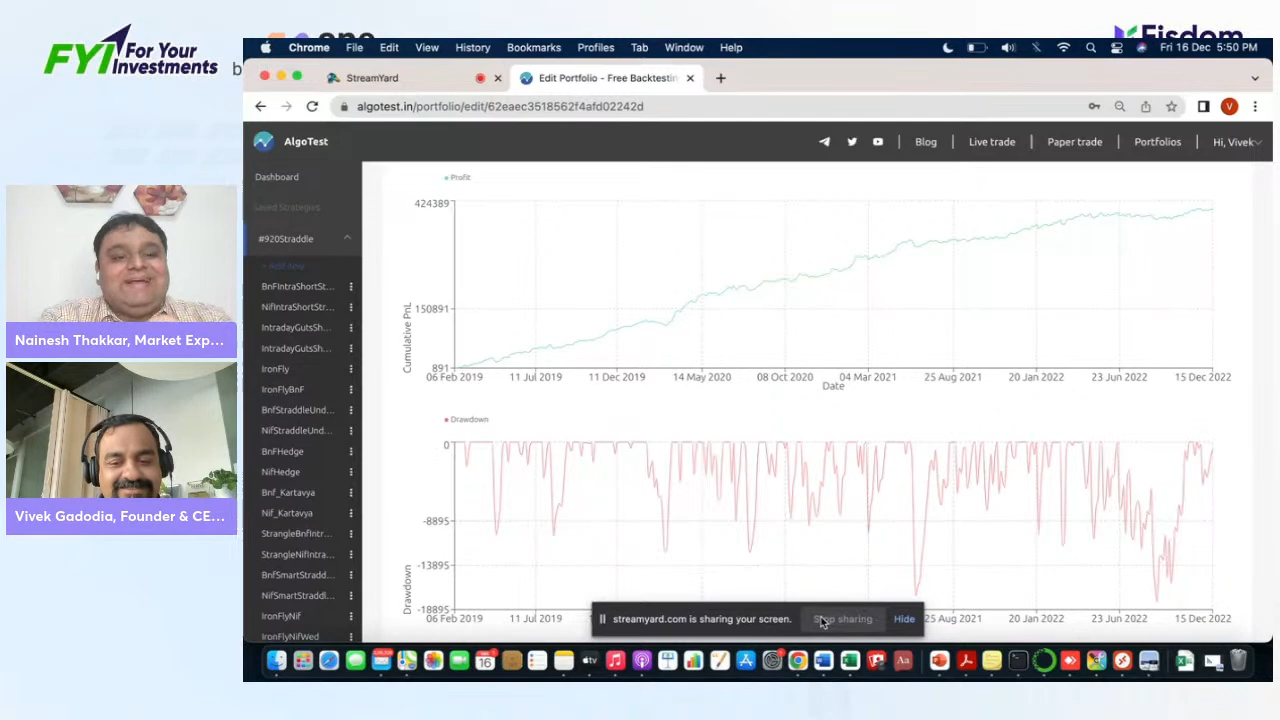 FYI For Your
Investments
Fisdom
Chrome File Edit View History Bookmarks Profiles Tab Window Help
Fri 16 Dec 5:50 PM
StreamYard
Edit Portfolio - Free Backtestin
algotest.in/portfolio/edit/62eaec3518562f4afd02242d
V
AlgoTest
Blog
Live trade
Paper trade
Portfolios
Hi, Vivek
Dashboard
Saved Strategies
#920Straddle
+ Add new
BnFIntraShortSt...
NifIntraShortStr...
IntradayGutsSh...
IntradayGutsSh...
IronFly
IronFlyBnF
BnfStraddleUnd...
NifStraddleUnd...
BnFHedge
NifHedge
Bnf_Kartavya
Nif_Kartavya
StrangleBnfIntr...
StrangleNifIntra...
BnfSmartStradd...
NifSmartStraddl...
IronFlyNif
IronFlyNifWed
Profit
424389
150891
891
Cumulative PnL
06 Feb 2019 11 Jul 2019 11 Dec 2019 14 May 2020 08 Oct 2020 04 Mar 2021 25 Aug 2021 20 Jan 2022 23 Jun 2022 15 Dec 2022
Date
Drawdown
0
-8895
-13895
-18895
Drawdown
06 Feb 2019 11 Jul 2019 25 Aug 2021 20 Jan 2022 23 Jun 2022 15 Dec 2022
streamyard.com is sharing your screen.
Stop sharing
Hide
Nainesh Thakkar, Market Exp...
Vivek Gadodia, Founder & CE...